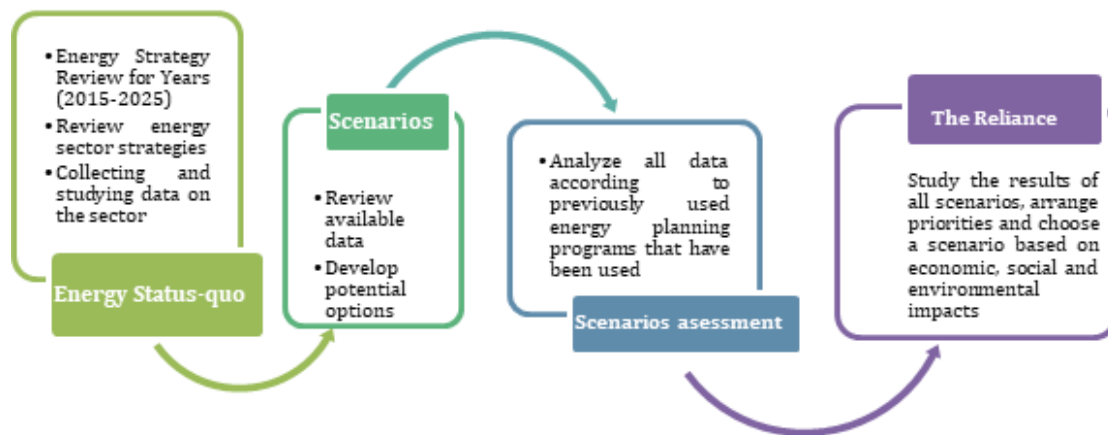 •Energy Strategy
Review for Years
(2015-2025)
•Review energy
sector strategies
•Collecting and
studying data on
the sector
Energy Status-quo
Scenarios
•Review
available
data
•Develop
potential
options
•Analyze all data
according to
previously used
energy planning
programs that have
been used
Scenarios asessment
The Reliance
Study the results of
all scenarios, arrange
priorities and choose
a scenario based on
economic, social and
environmental
impacts